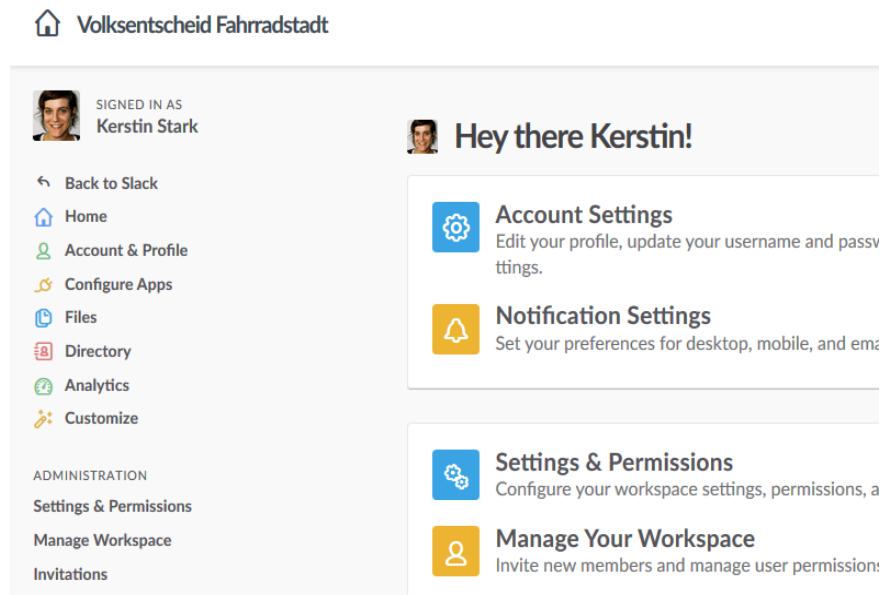 Volksentscheid Fahrradstadt
SIGNED IN AS
Kerstin Stark
Back to Slack
Home
Account & Profile
Configure Apps
Files
Directory
Analytics
Customize
ADMINISTRATION
Settings & Permissions
Manage Workspace
Invitations
Hey there Kerstin!
Account Settings
Edit your profile, update your username and passw
ttings.
Notification Settings
Set your preferences for desktop, mobile, and ema
Settings & Permissions
Configure your workspace settings, permissions, a
Manage Your Workspace
Invite new members and manage user permissions